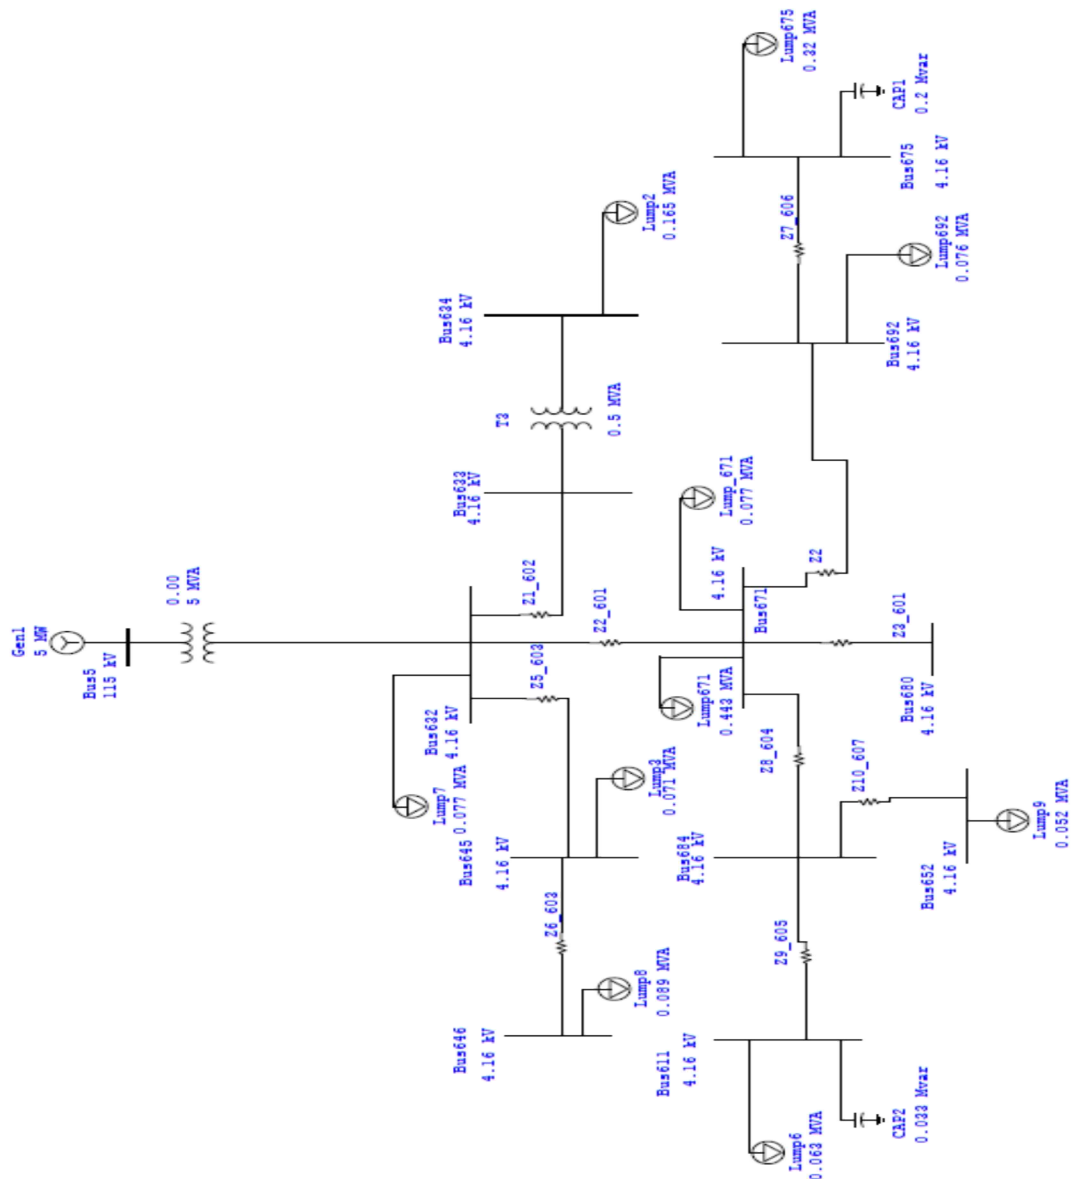 Gen1
5 MW
Bus5
115 kV
0.00
5 MVA
Bus632
4.16 kV
Lump7
0.077 MVA
Z1_602
Z2_601
Z5_603
Bus633
4.16 kV
T3
0.5 MVA
Bus634
4.16 kV
Lump2
0.165 MVA
Bus645
4.16 kV
Lump3
0.071 MVA
Z6_603
Bus646
4.16 kV
Lump8
0.089 MVA
Lump_671
0.077 MVA
4.16 kV
Bus671
Lump671
0.443 MVA
Z2
Z3_601
Bus680
4.16 kV
Z8_604
Bus684
4.16 kV
Z10_607
Bus652
4.16 kV
Lump9
0.052 MVA
Z9_605
Bus611
4.16 kV
Lump6
0.063 MVA
CAP2
0.033 Mvar
Bus692
4.16 kV
Lump692
0.076 MVA
Z7_606
Bus675
4.16 kV
Lump675
0.32 MVA
CAP1
0.2 Mvar